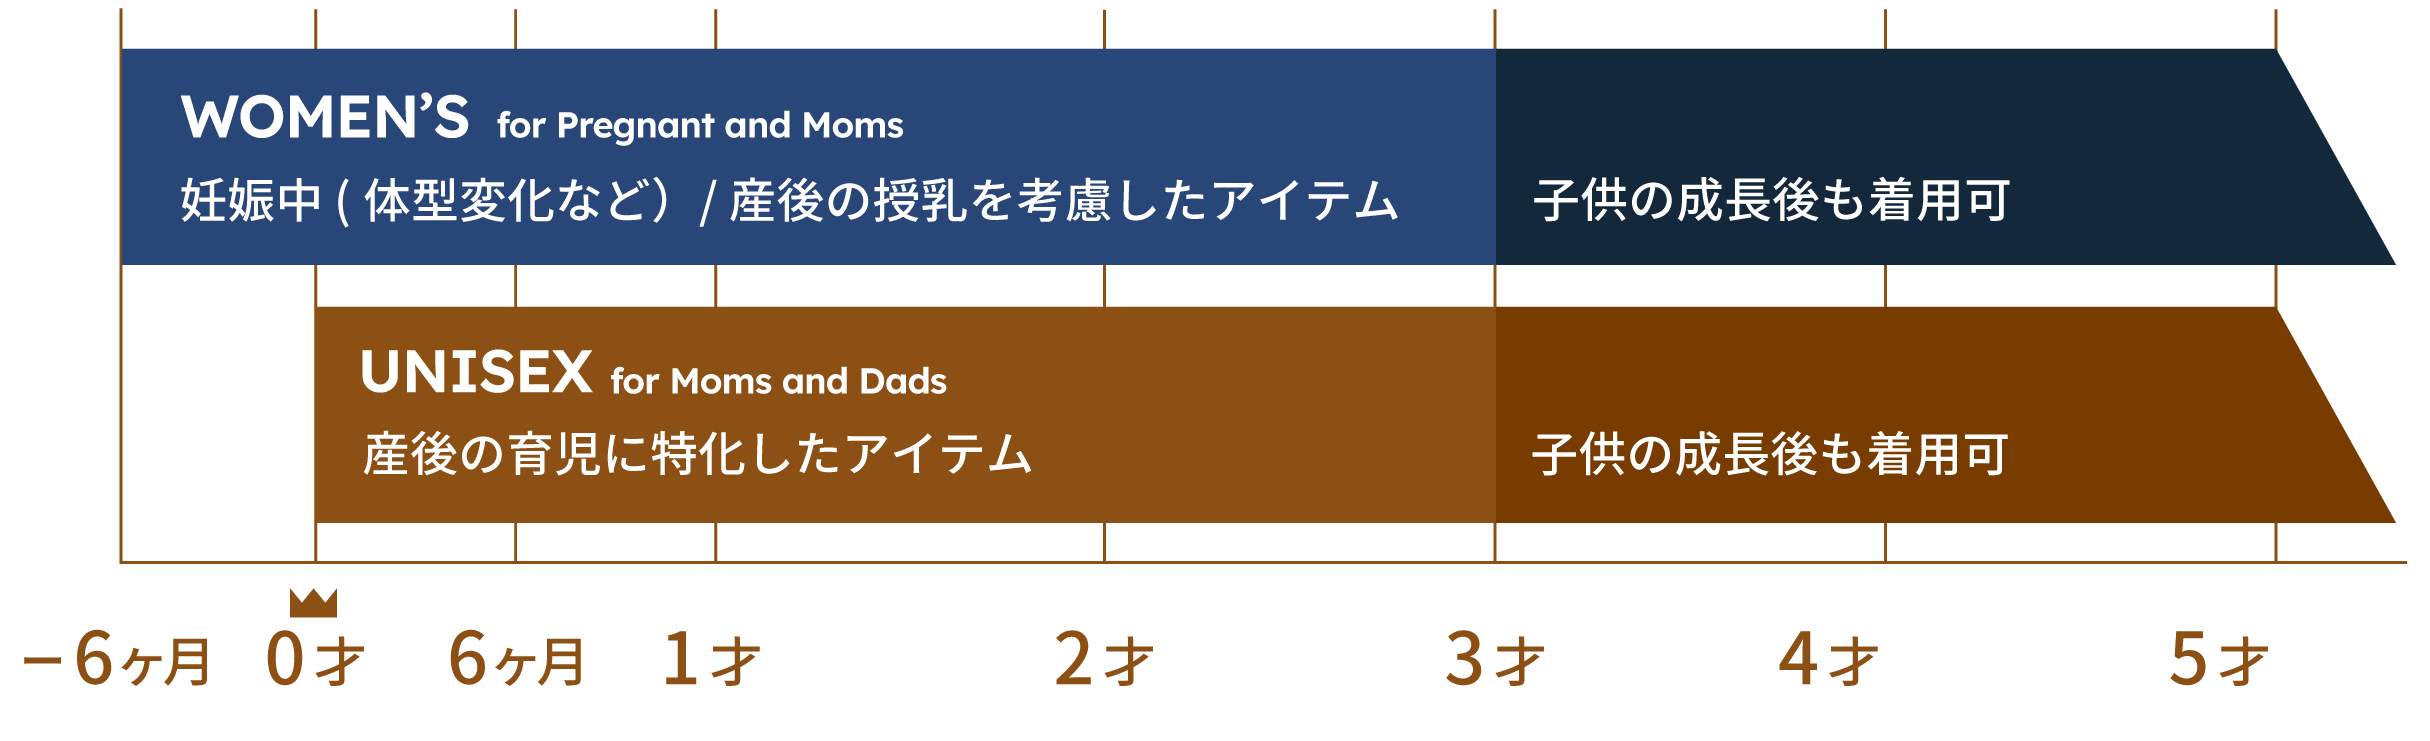 WOMEN’S for Pregnant and Moms
妊娠中 ( 体型変化など）/ 産後の授乳を考慮したアイテム
子供の成長後も着用可
UNISEX for Moms and Dads
産後の育児に特化したアイテム
子供の成長後も着用可
−6ヶ月 0才 6ヶ月 1才 2才 3才 4才 5才